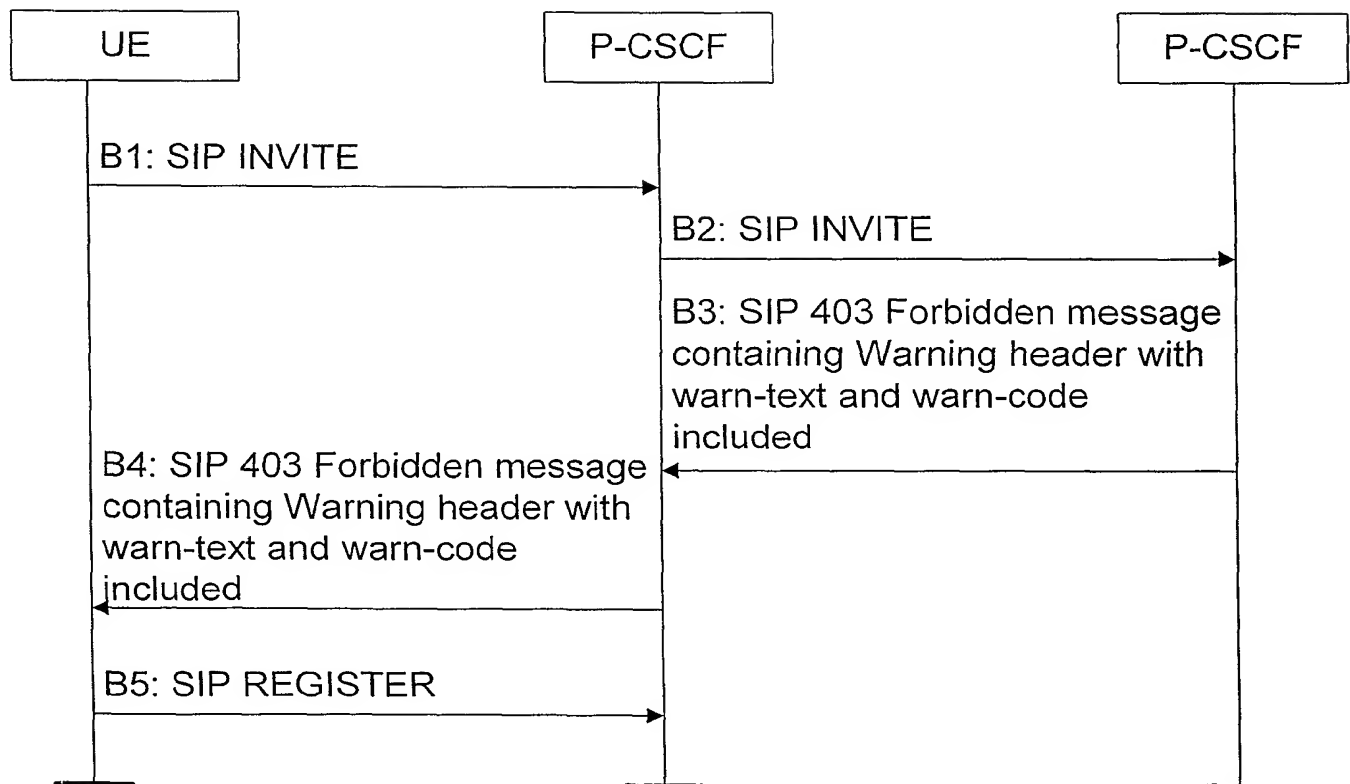 UE
P-CSCF
P-CSCF
B1: SIP INVITE
B2: SIP INVITE
B3: SIP 403 Forbidden message
containing Warning header with
warn-text and warn-code
included
B4: SIP 403 Forbidden message
containing Warning header with
warn-text and warn-code
included
B5: SIP REGISTER